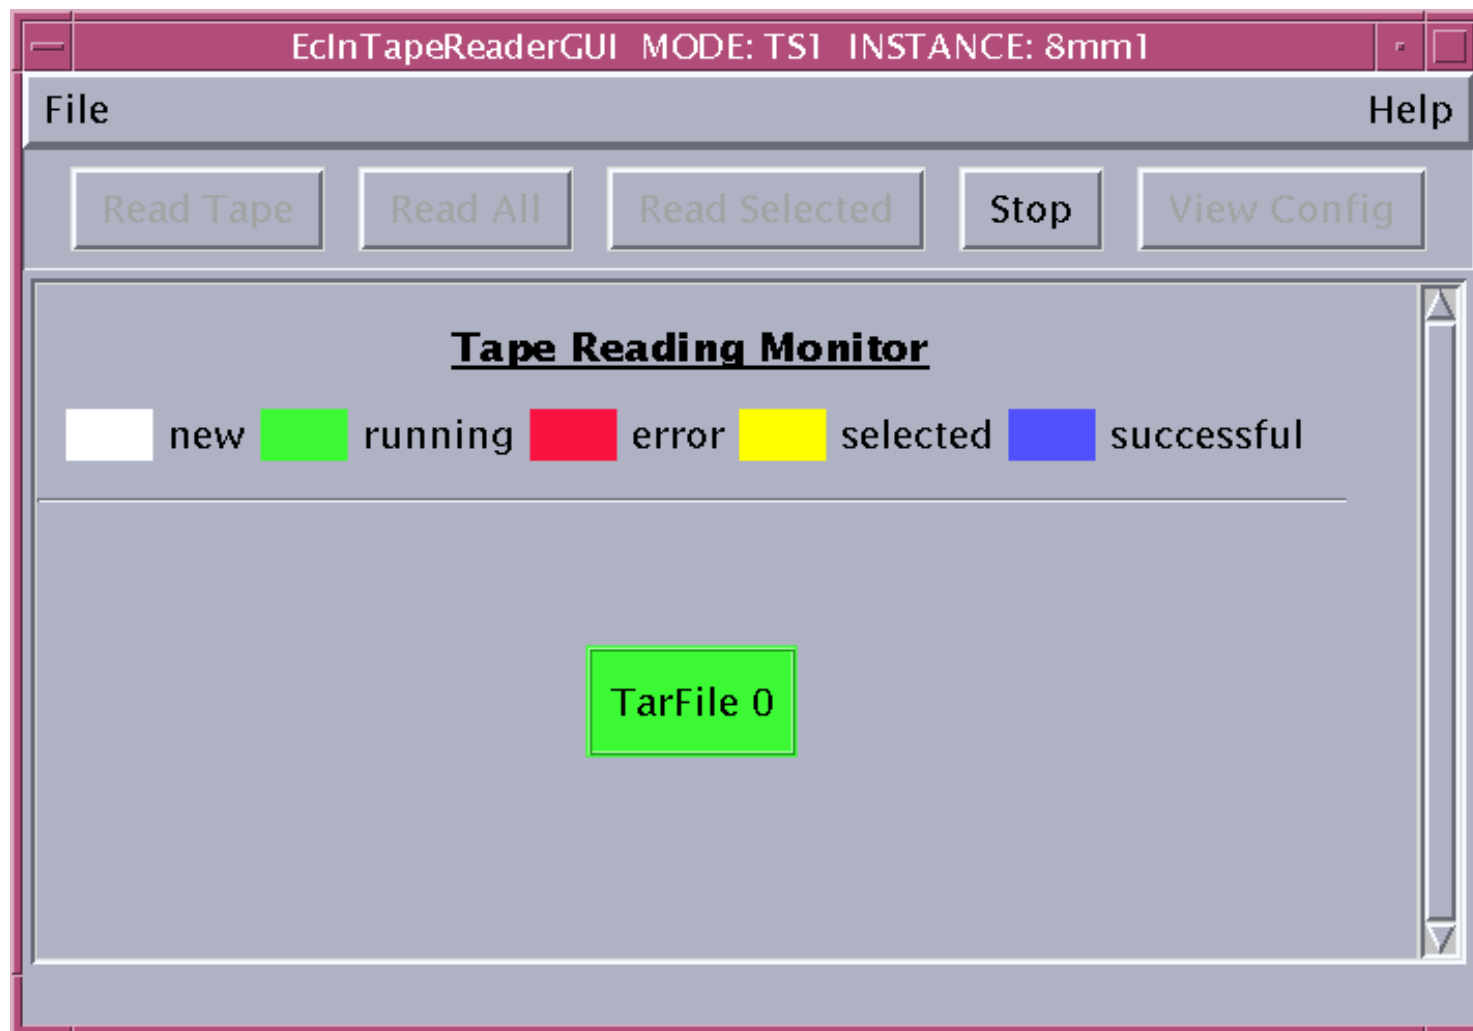 EcInTapeReaderGUI MODE: TS1 INSTANCE: 8mm1
File Help
Read Tape Read All Read Selected Stop View Config
Tape Reading Monitor
new running error selected successful
TarFile 0